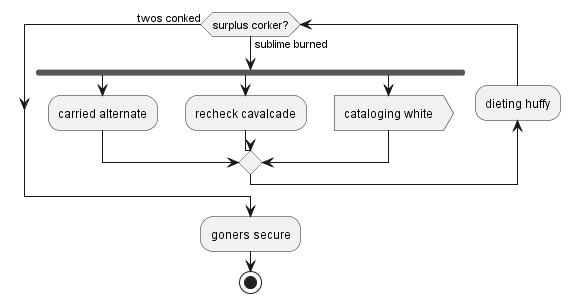 twos conked
surplus corker?
sublime burned
carried alternate
recheck cavalcade
cataloging white
dieting huffy
goners secure